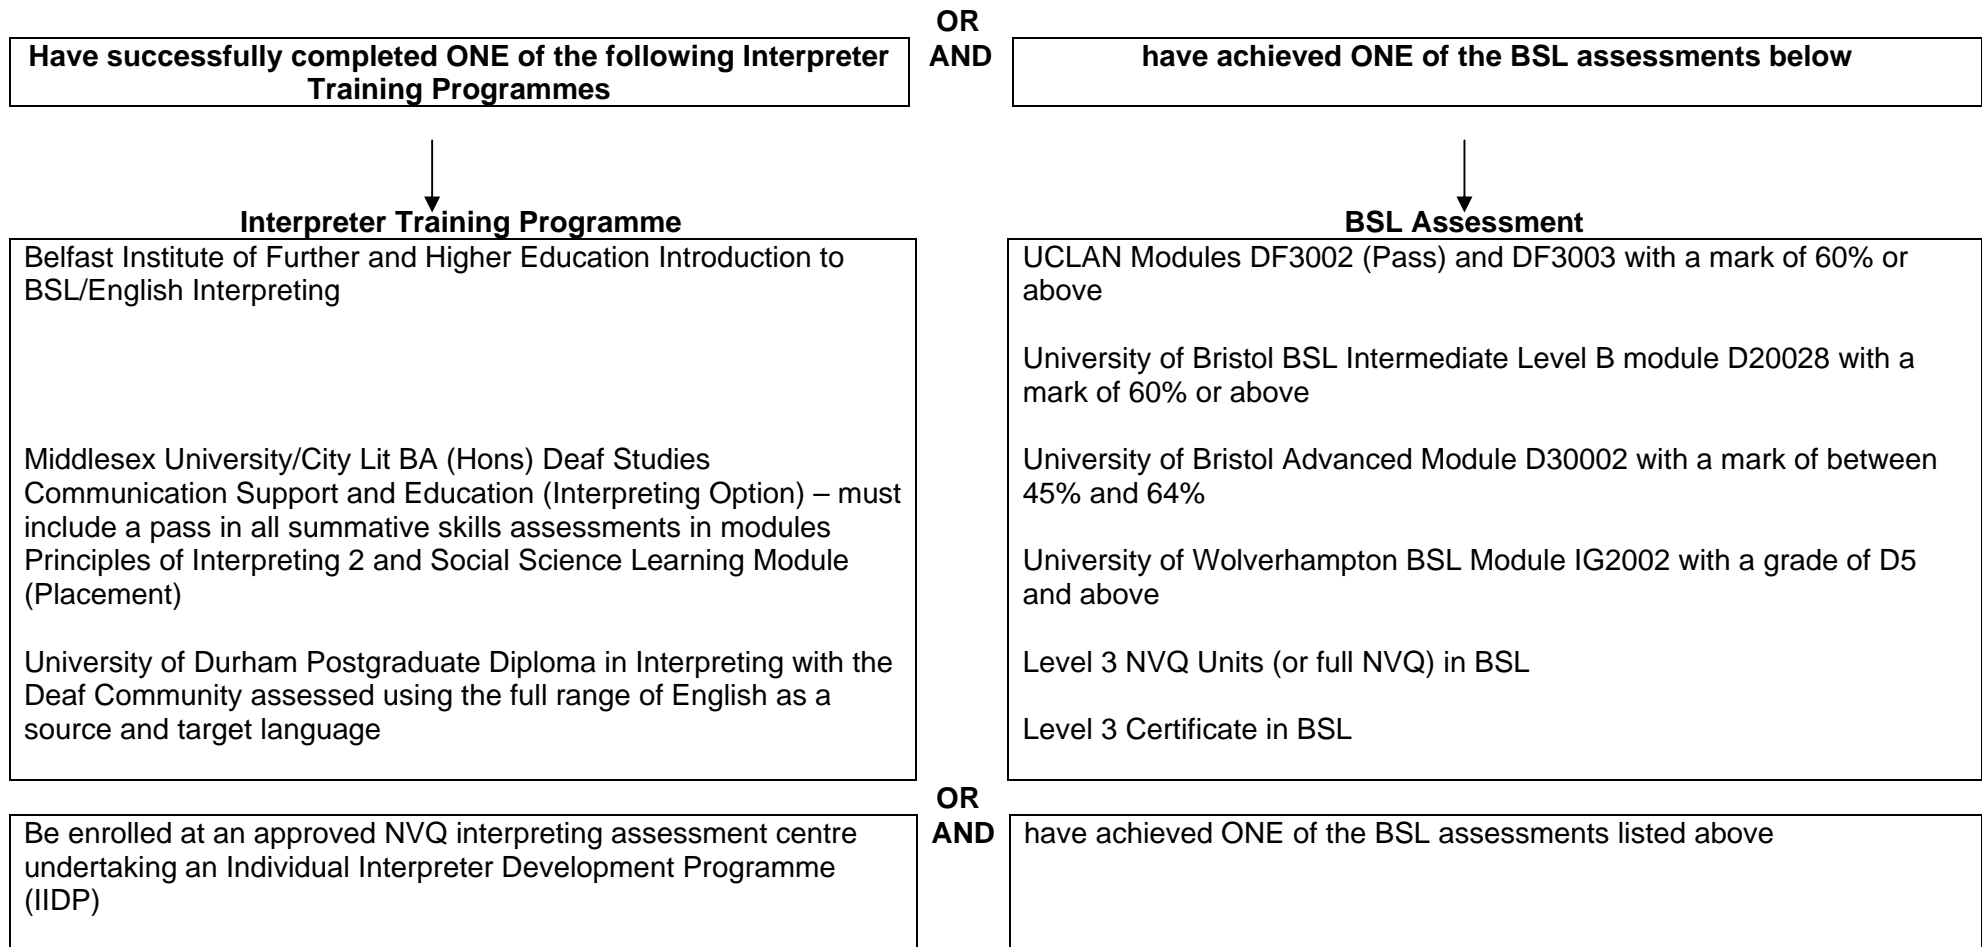 OR
Have successfully completed ONE of the following Interpreter
Training Programmes
AND
have achieved ONE of the BSL assessments below
Interpreter Training Programme
Belfast Institute of Further and Higher Education Introduction to
BSL/English Interpreting
Middlesex University/City Lit BA (Hons) Deaf Studies
Communication Support and Education (Interpreting Option) – must
include a pass in all summative skills assessments in modules
Principles of Interpreting 2 and Social Science Learning Module
(Placement)
University of Durham Postgraduate Diploma in Interpreting with the
Deaf Community assessed using the full range of English as a
source and target language
BSL Assessment
UCLAN Modules DF3002 (Pass) and DF3003 with a mark of 60% or
above
University of Bristol BSL Intermediate Level B module D20028 with a
mark of 60% or above
University of Bristol Advanced Module D30002 with a mark of between
45% and 64%
University of Wolverhampton BSL Module IG2002 with a grade of D5
and above
Level 3 NVQ Units (or full NVQ) in BSL
Level 3 Certificate in BSL
OR
Be enrolled at an approved NVQ interpreting assessment centre
undertaking an Individual Interpreter Development Programme
(IIDP)
AND
have achieved ONE of the BSL assessments listed above